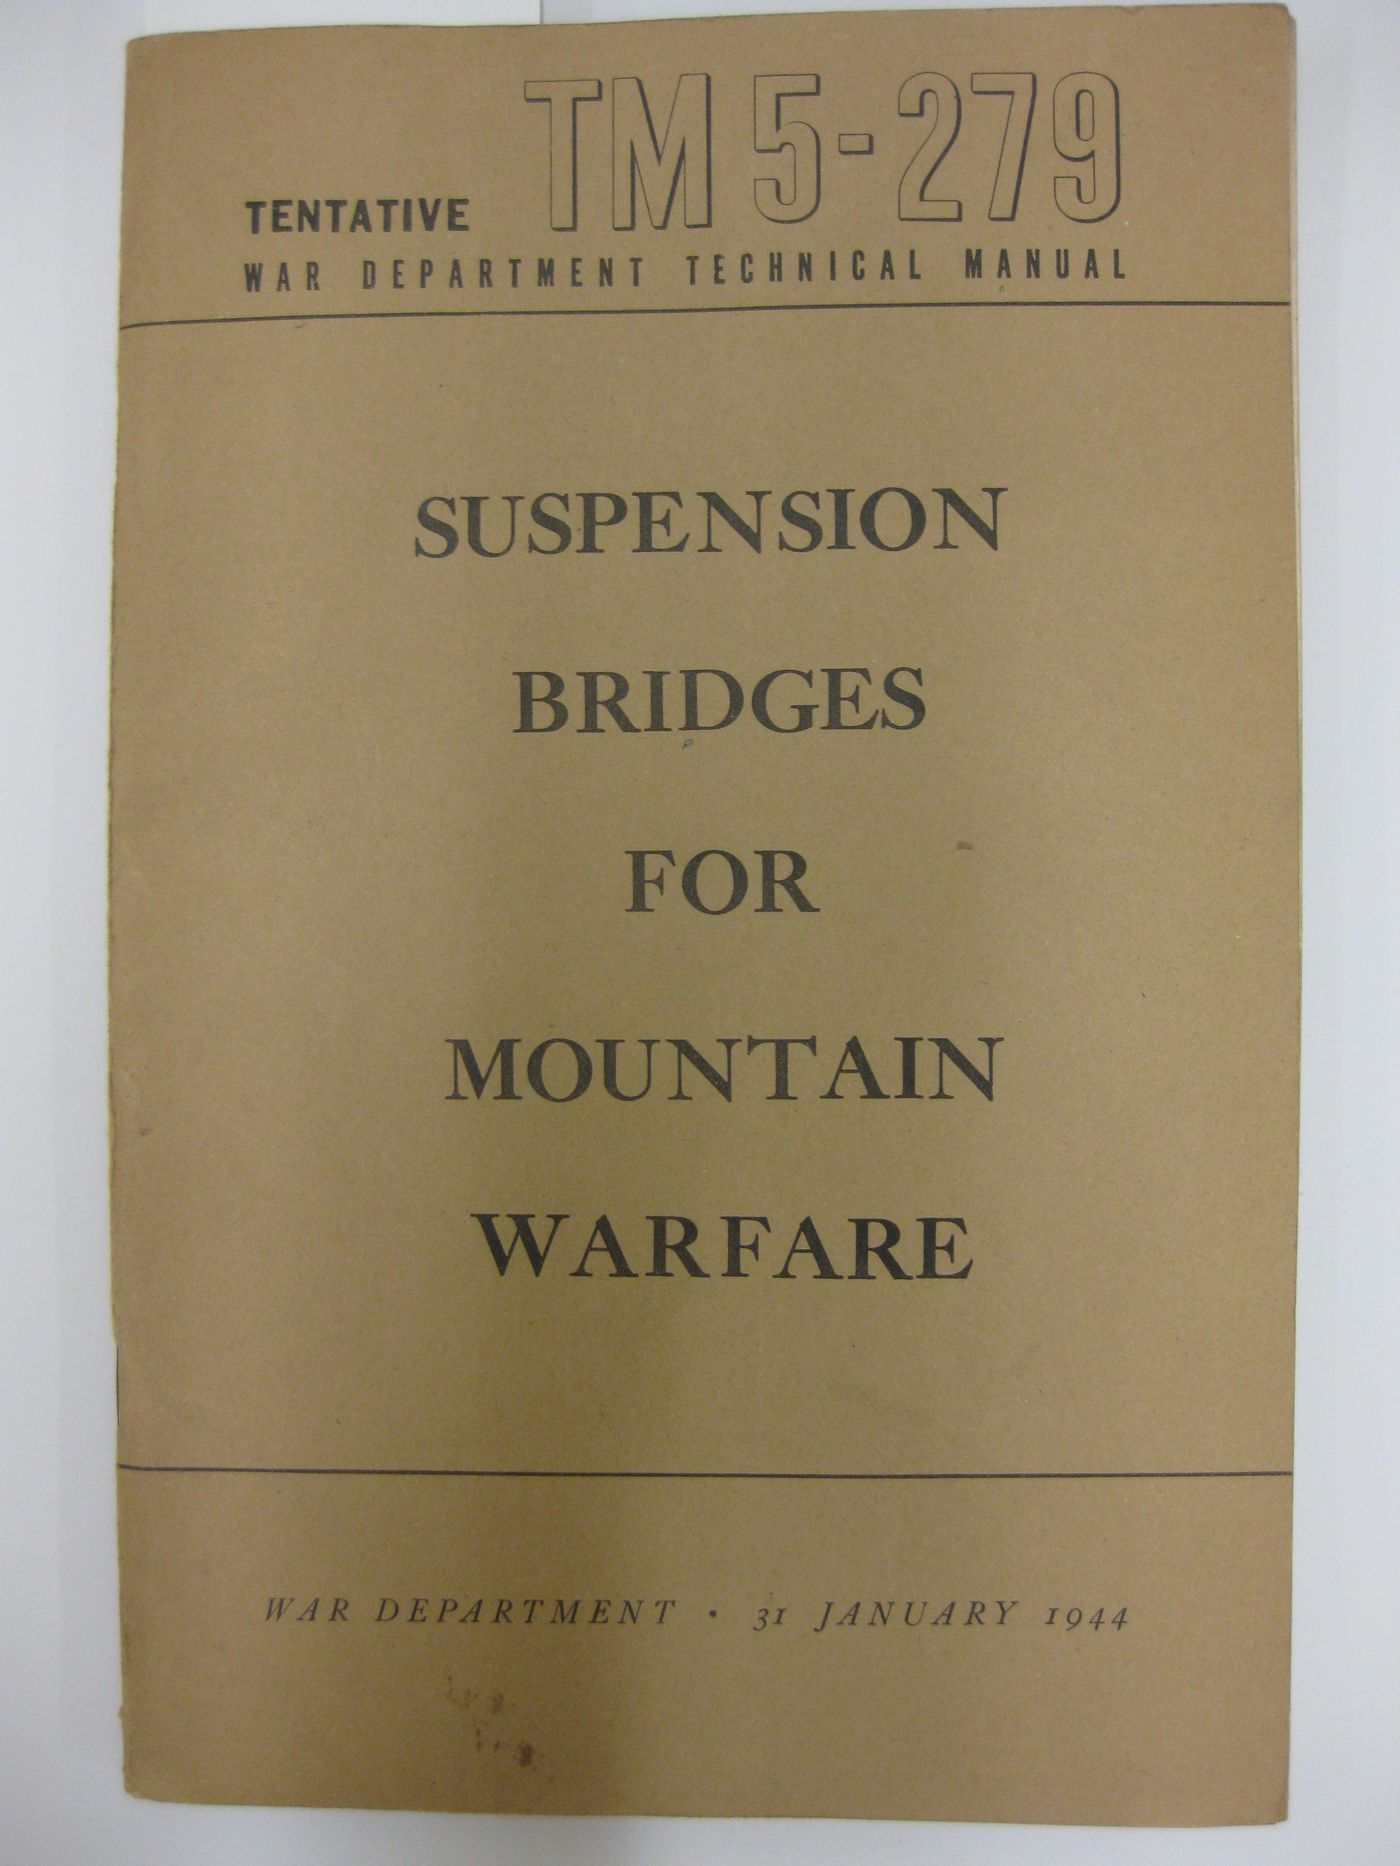 TM 5-279
TENTATIVE
WAR DEPARTMENT TECHNICAL MANUAL
SUSPENSION
BRIDGES
FOR
MOUNTAIN
WARFARE
WAR DEPARTMENT · 31 JANUARY 1944